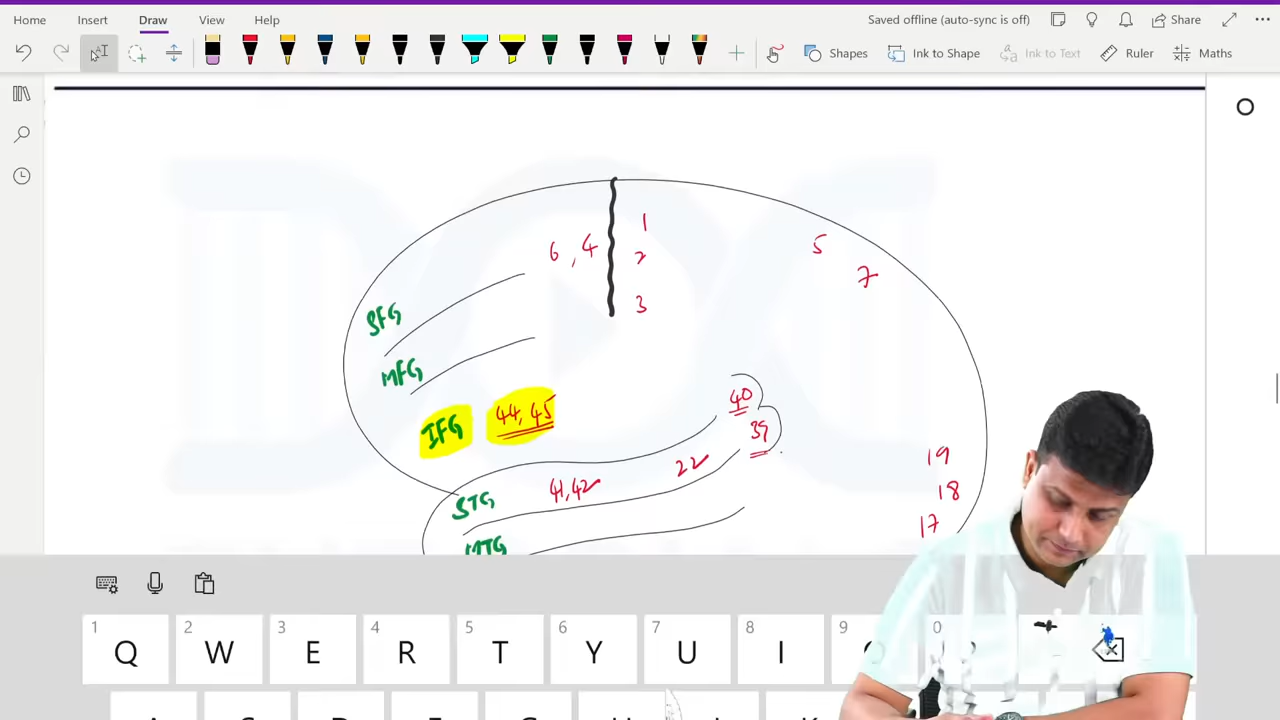 Home Insert Draw View Help Saved offline (auto-sync is off) Share
Shapes Ink to Shape Ink to Text Ruler Maths
1
6, 4
2
5
7
3
SFG
MFG
40
IFG 44, 45
39
22
19
STG 41,42
18
17
MTG
1 2 3 4 5 6 7 8 9 0
Q W E R T Y U I